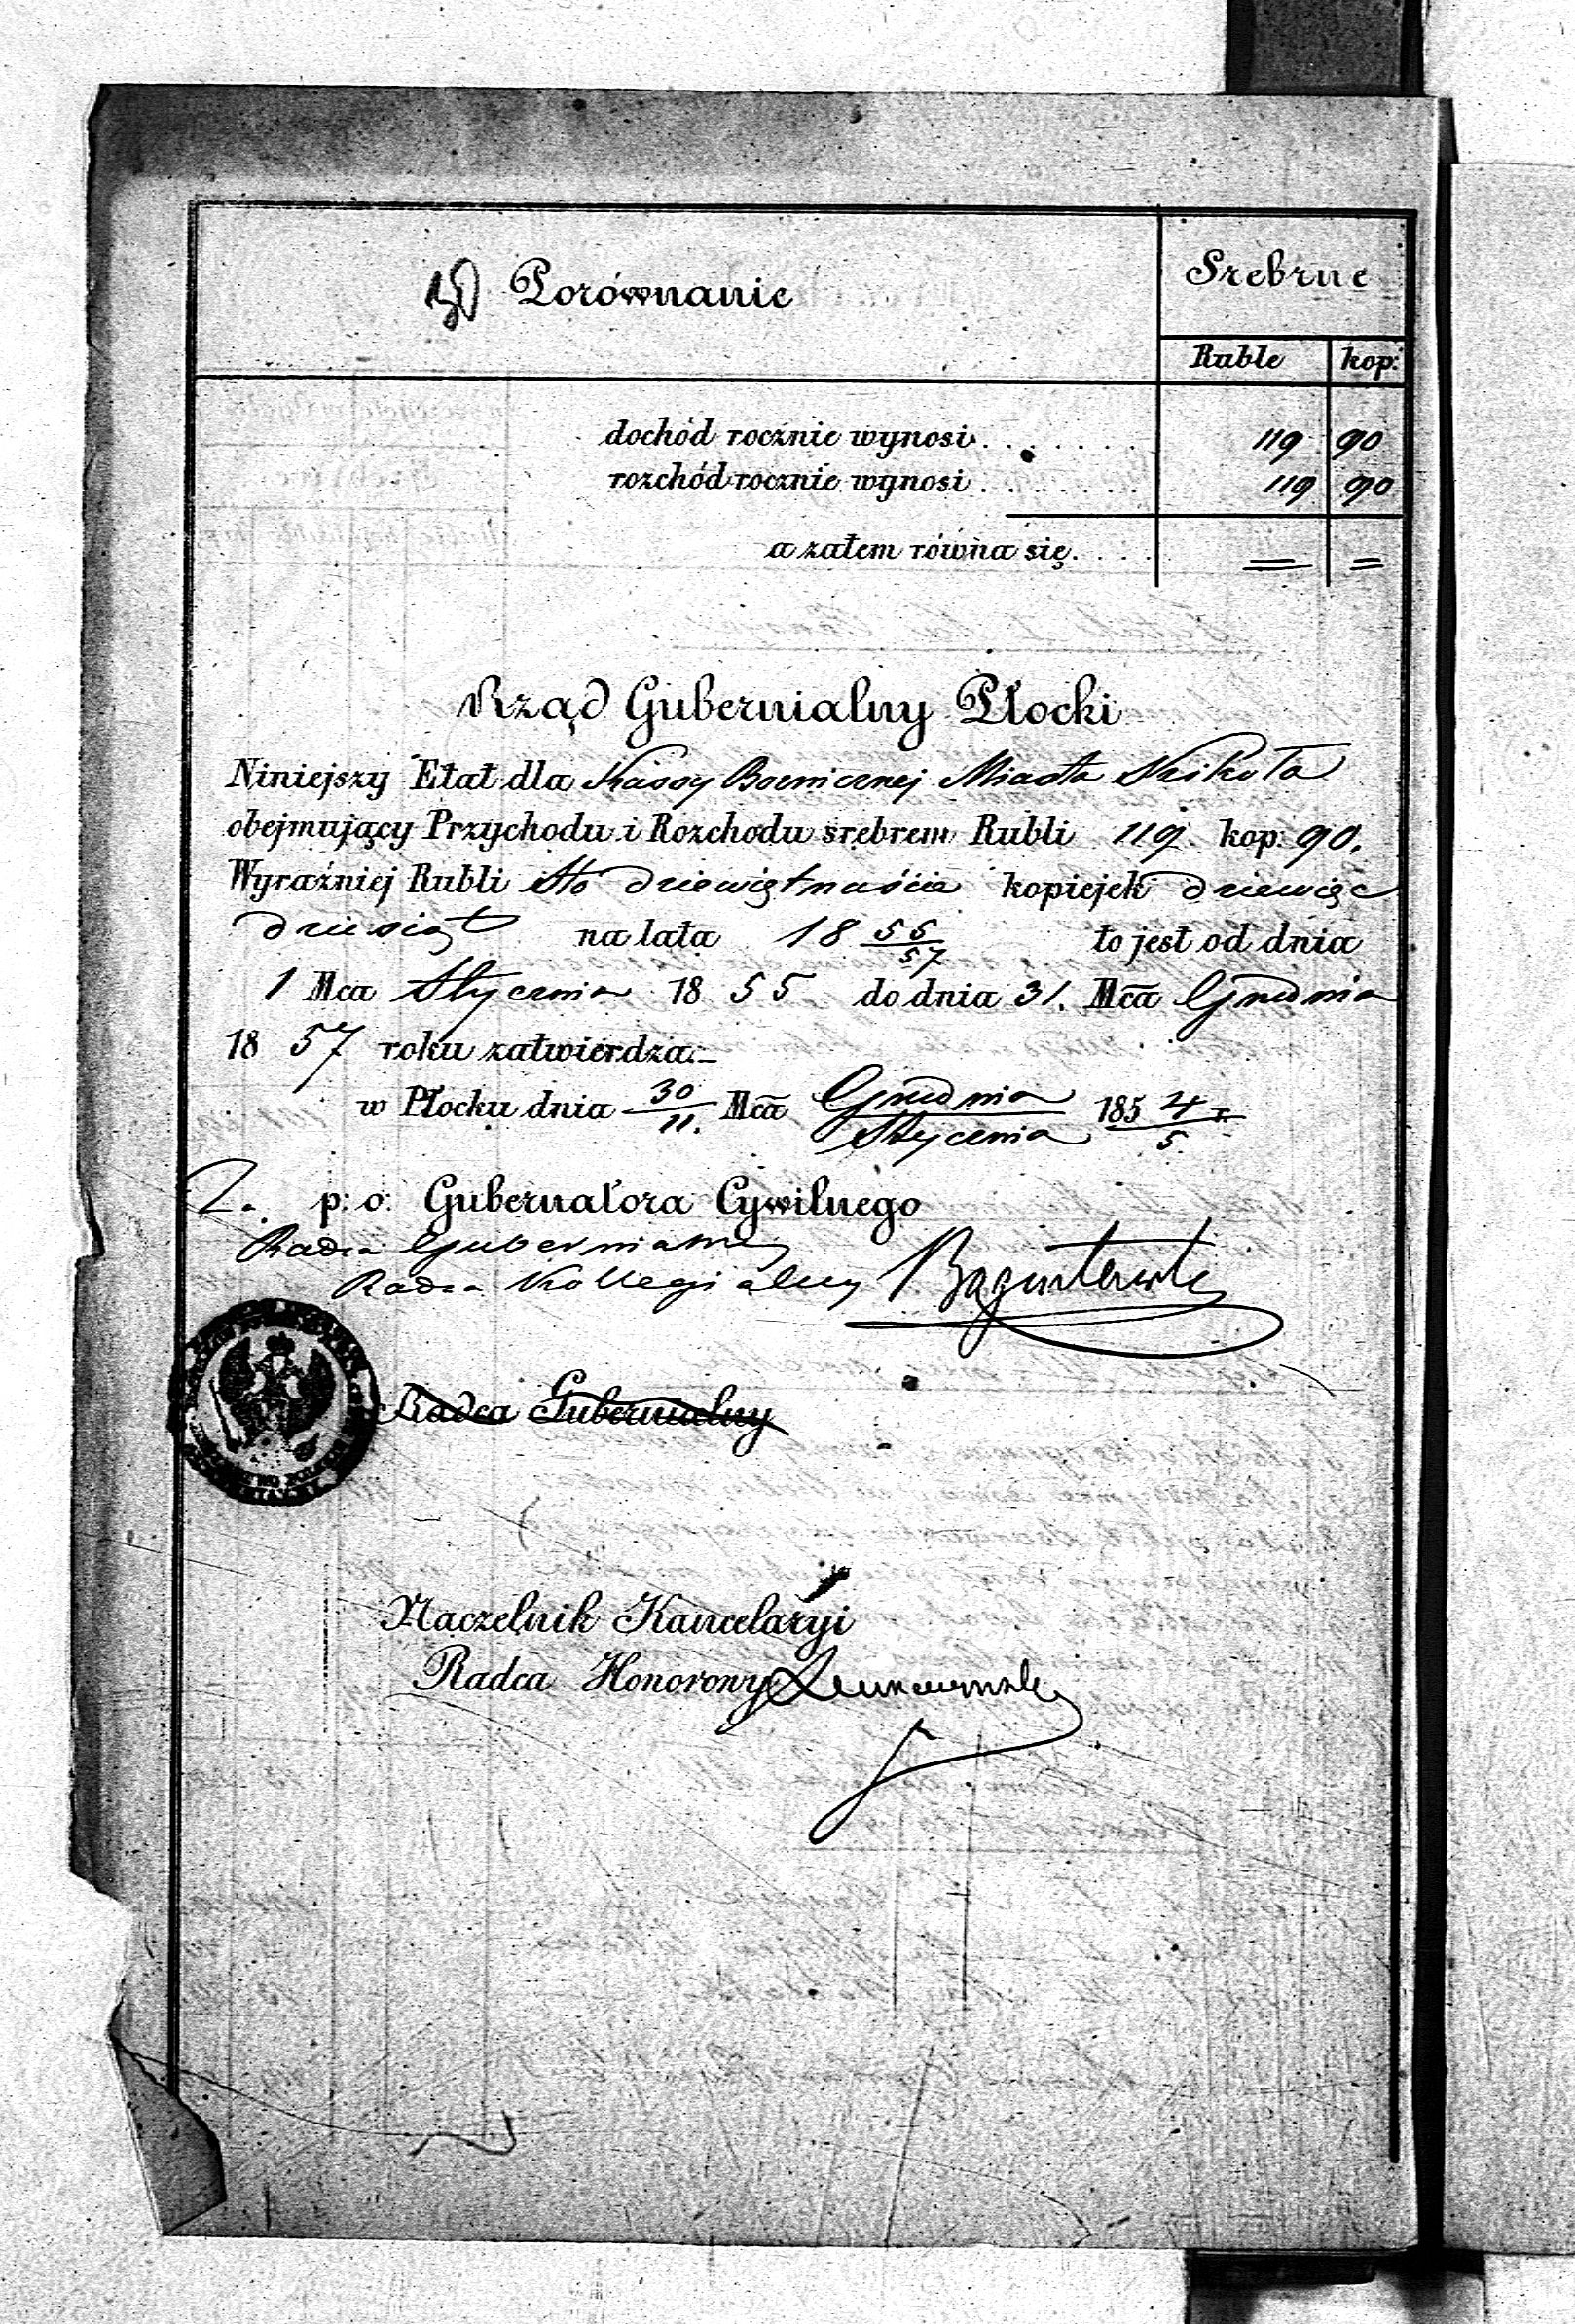 Porównanie
Srebrne
Ruble kop:
dochód rocznie wynosi . . . . . . . 119 90
rozchód rocznie wynosi . . . . . . . 119 90
a zatem równa się. . . . = =
Rząd Gubernialny Płocki
Niniejszy Etat dla Kassy Bożnicznej Miasta Skikoła
obejmujący Przychodu i Rozchodu srebrem Rubli 119 kop: 90.
Wyraźniej Rubli Sto dziewiętnaście kopiejek dziewięć
dziesiąt na lata 18 55/57 to jest od dnia
1 Mca Stycznia 18 55 do dnia 31. Mca Grudnia
18 57 roku zatwierdza:–
w Płocku dnia 30/11. Mca Grudnia/Stycznia 185 4/5 r.
Z. p: o: Gubernatora Cywilnego
Radca Gubernialny
Radca Kollegialny
Radca Gubernialny
Naczelnik Kancelaryi
Radca Honorowy